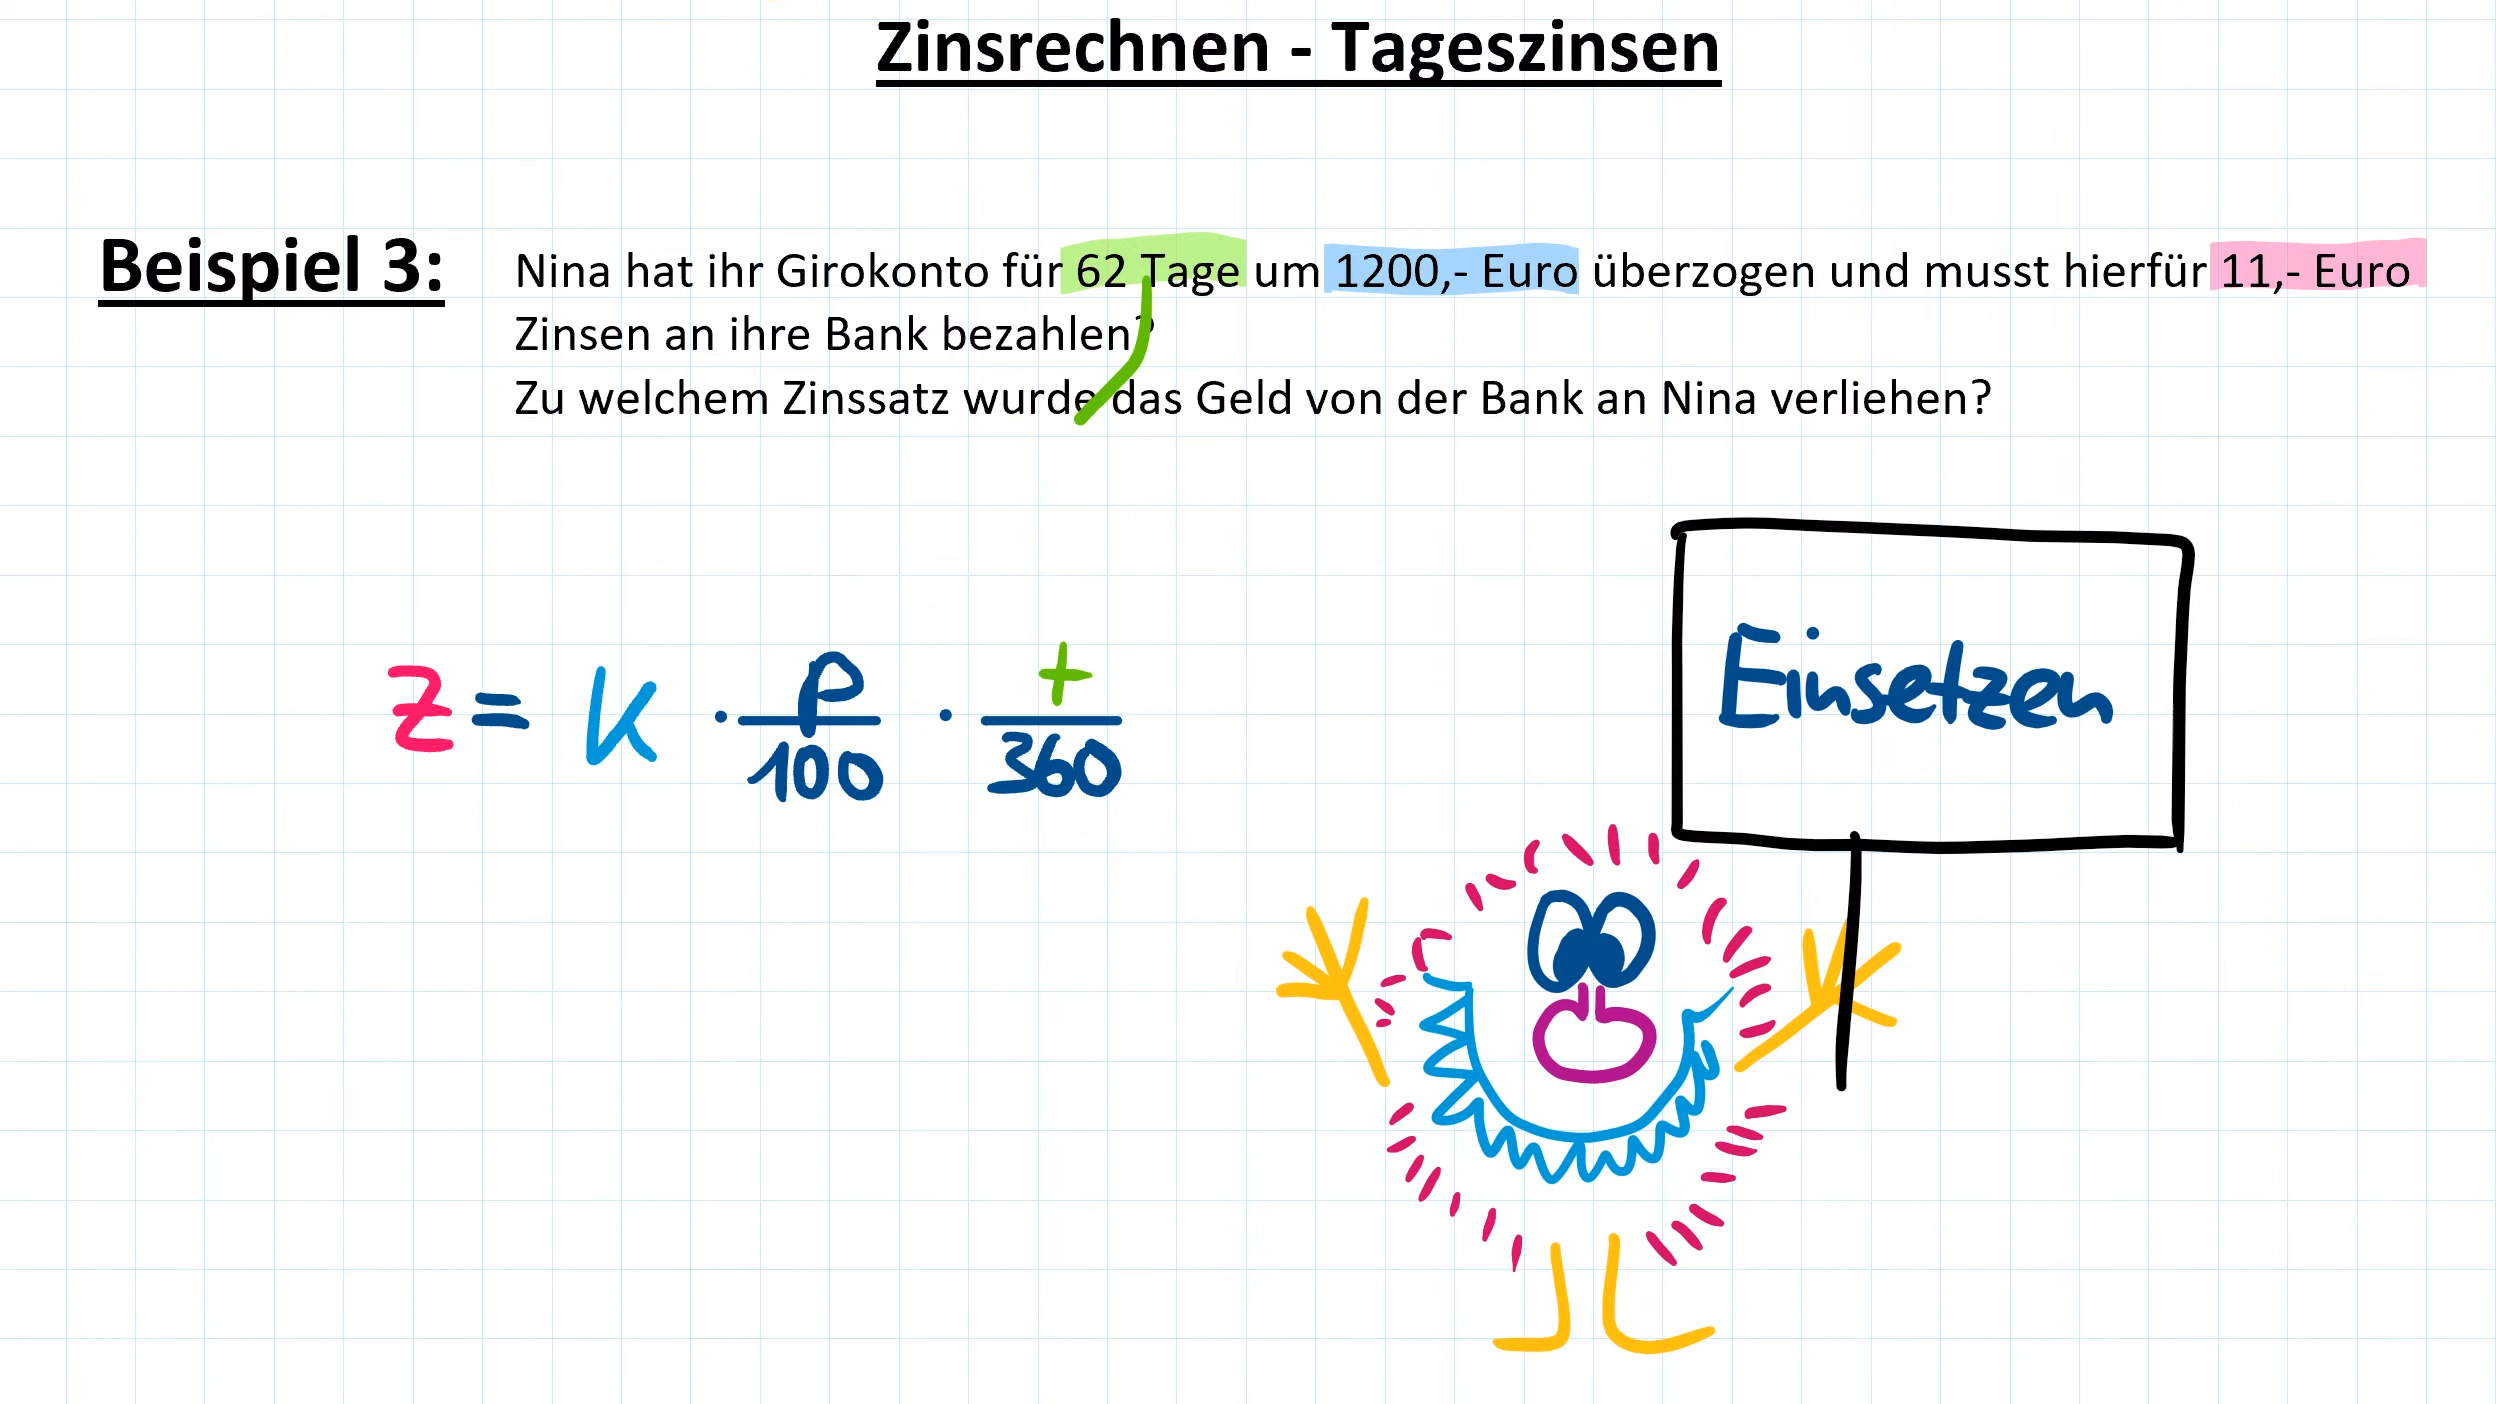 Zinsrechnen - Tageszinsen
Beispiel 3:
Nina hat ihr Girokonto für 62 Tage um 1200,- Euro überzogen und musst hierfür 11,- Euro
Zinsen an ihre Bank bezahlen?
Zu welchem Zinssatz wurde das Geld von der Bank an Nina verliehen?
Z = K · p/100 · t/360
Einsetzen